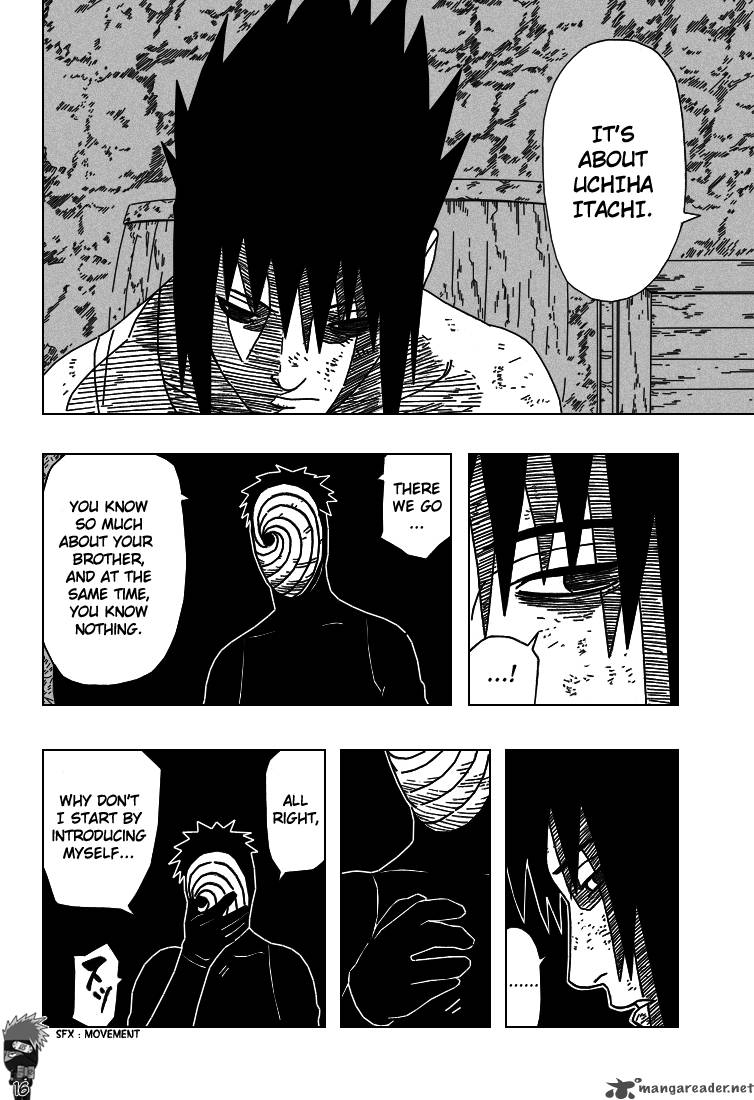 IT'S
ABOUT
UCHIHA
ITACHI.
...!
THERE
WE GO
...
YOU KNOW
SO MUCH
ABOUT YOUR
BROTHER,
AND AT THE
SAME TIME,
YOU KNOW
NOTHING.
.......
ALL
RIGHT,
WHY DON'T
I START BY
INTRODUCING
MYSELF...
スッ
SFX : MOVEMENT
16
mangareader.net